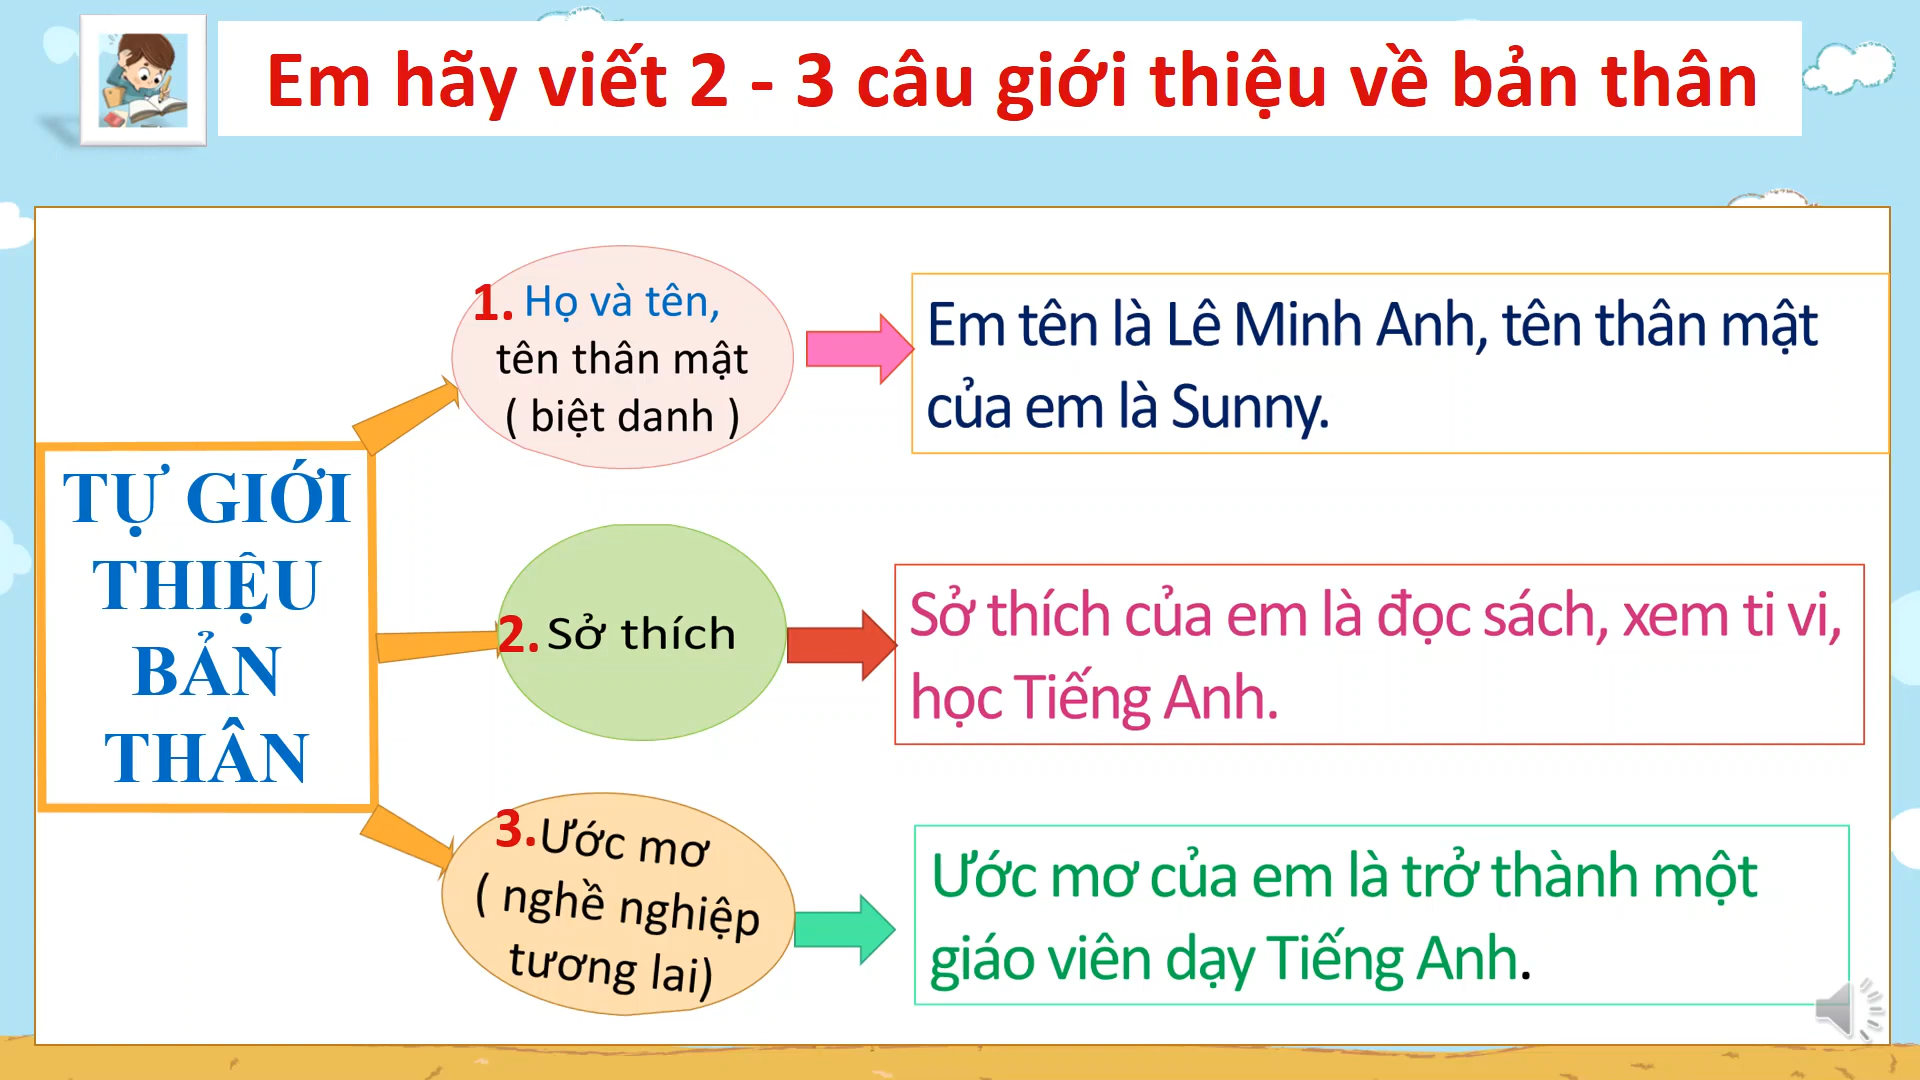 Em hãy viết 2 - 3 câu giới thiệu về bản thân
TỰ GIỚI
THIỆU
BẢN
THÂN
1. Họ và tên,
tên thân mật
( biệt danh )
Em tên là Lê Minh Anh, tên thân mật
của em là Sunny.
2. Sở thích
Sở thích của em là đọc sách, xem ti vi,
học Tiếng Anh.
3. Ước mơ
( nghề nghiệp
tương lai)
Ước mơ của em là trở thành một
giáo viên dạy Tiếng Anh.